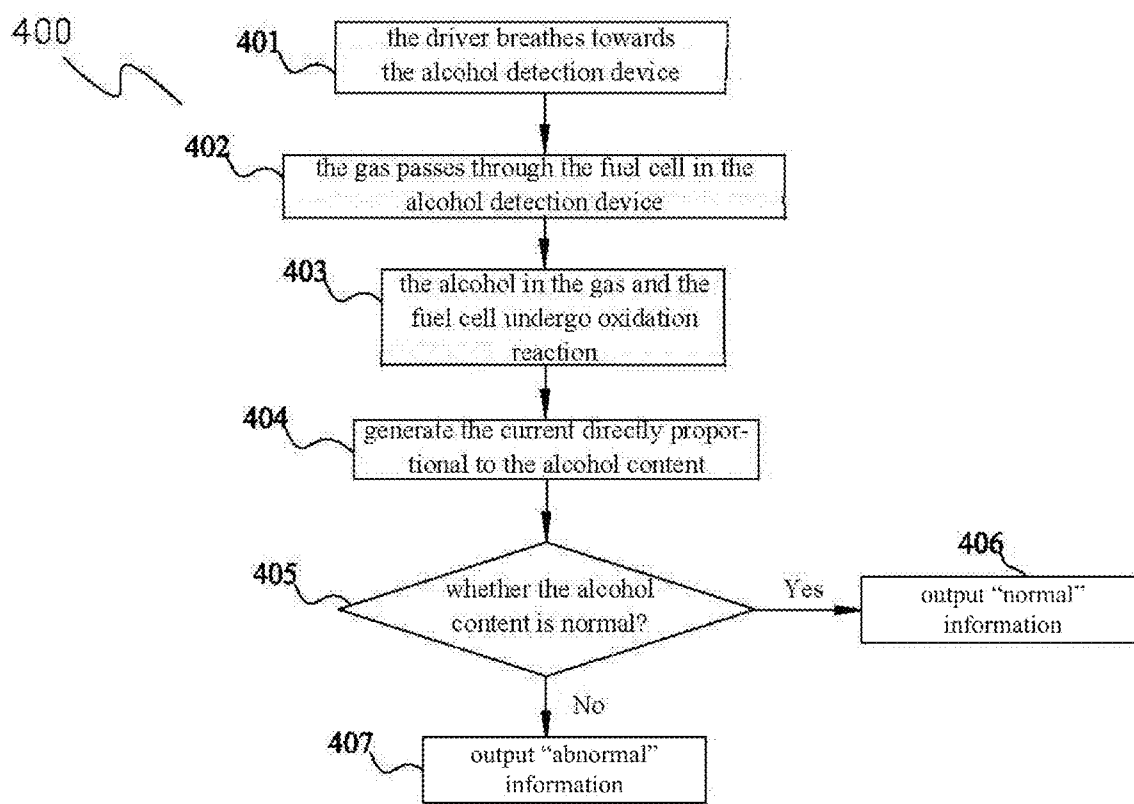 400
401
the driver breathes towards
the alcohol detection device
402
the gas passes through the fuel cell in the
alcohol detection device
403
the alcohol in the gas and the
fuel cell undergo oxidation
reaction
404
generate the current directly propor-
tional to the alcohol content
405
whether the alcohol
content is normal?
Yes
406
output “normal”
information
No
407
output “abnormal”
information